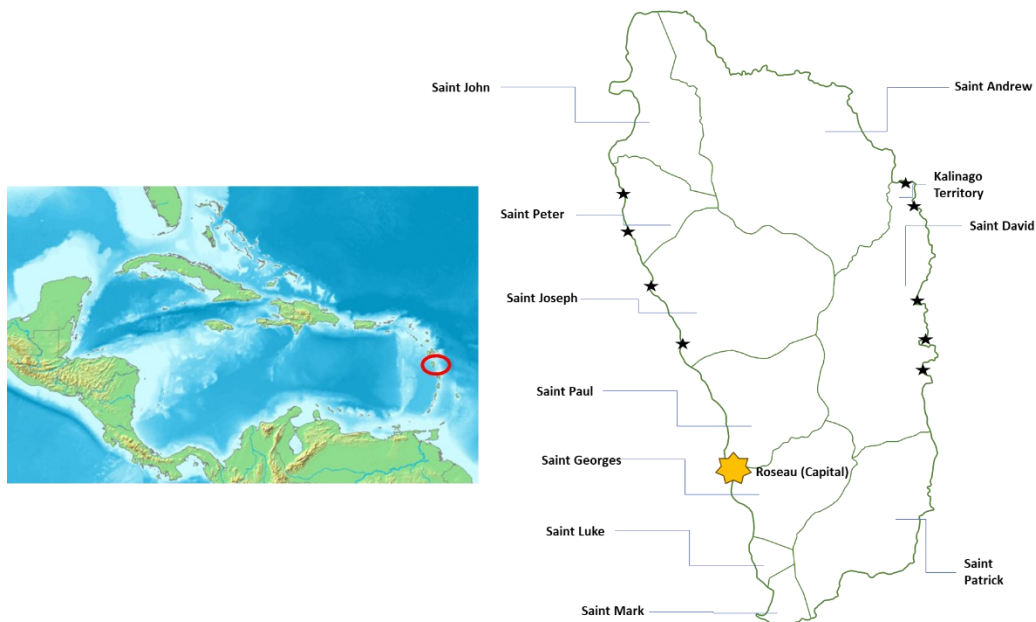 Saint John
Saint Andrew
Kalinago
Territory
Saint Peter
Saint David
Saint Joseph
Saint Paul
Saint Georges
Roseau (Capital)
Saint Luke
Saint
Patrick
Saint Mark